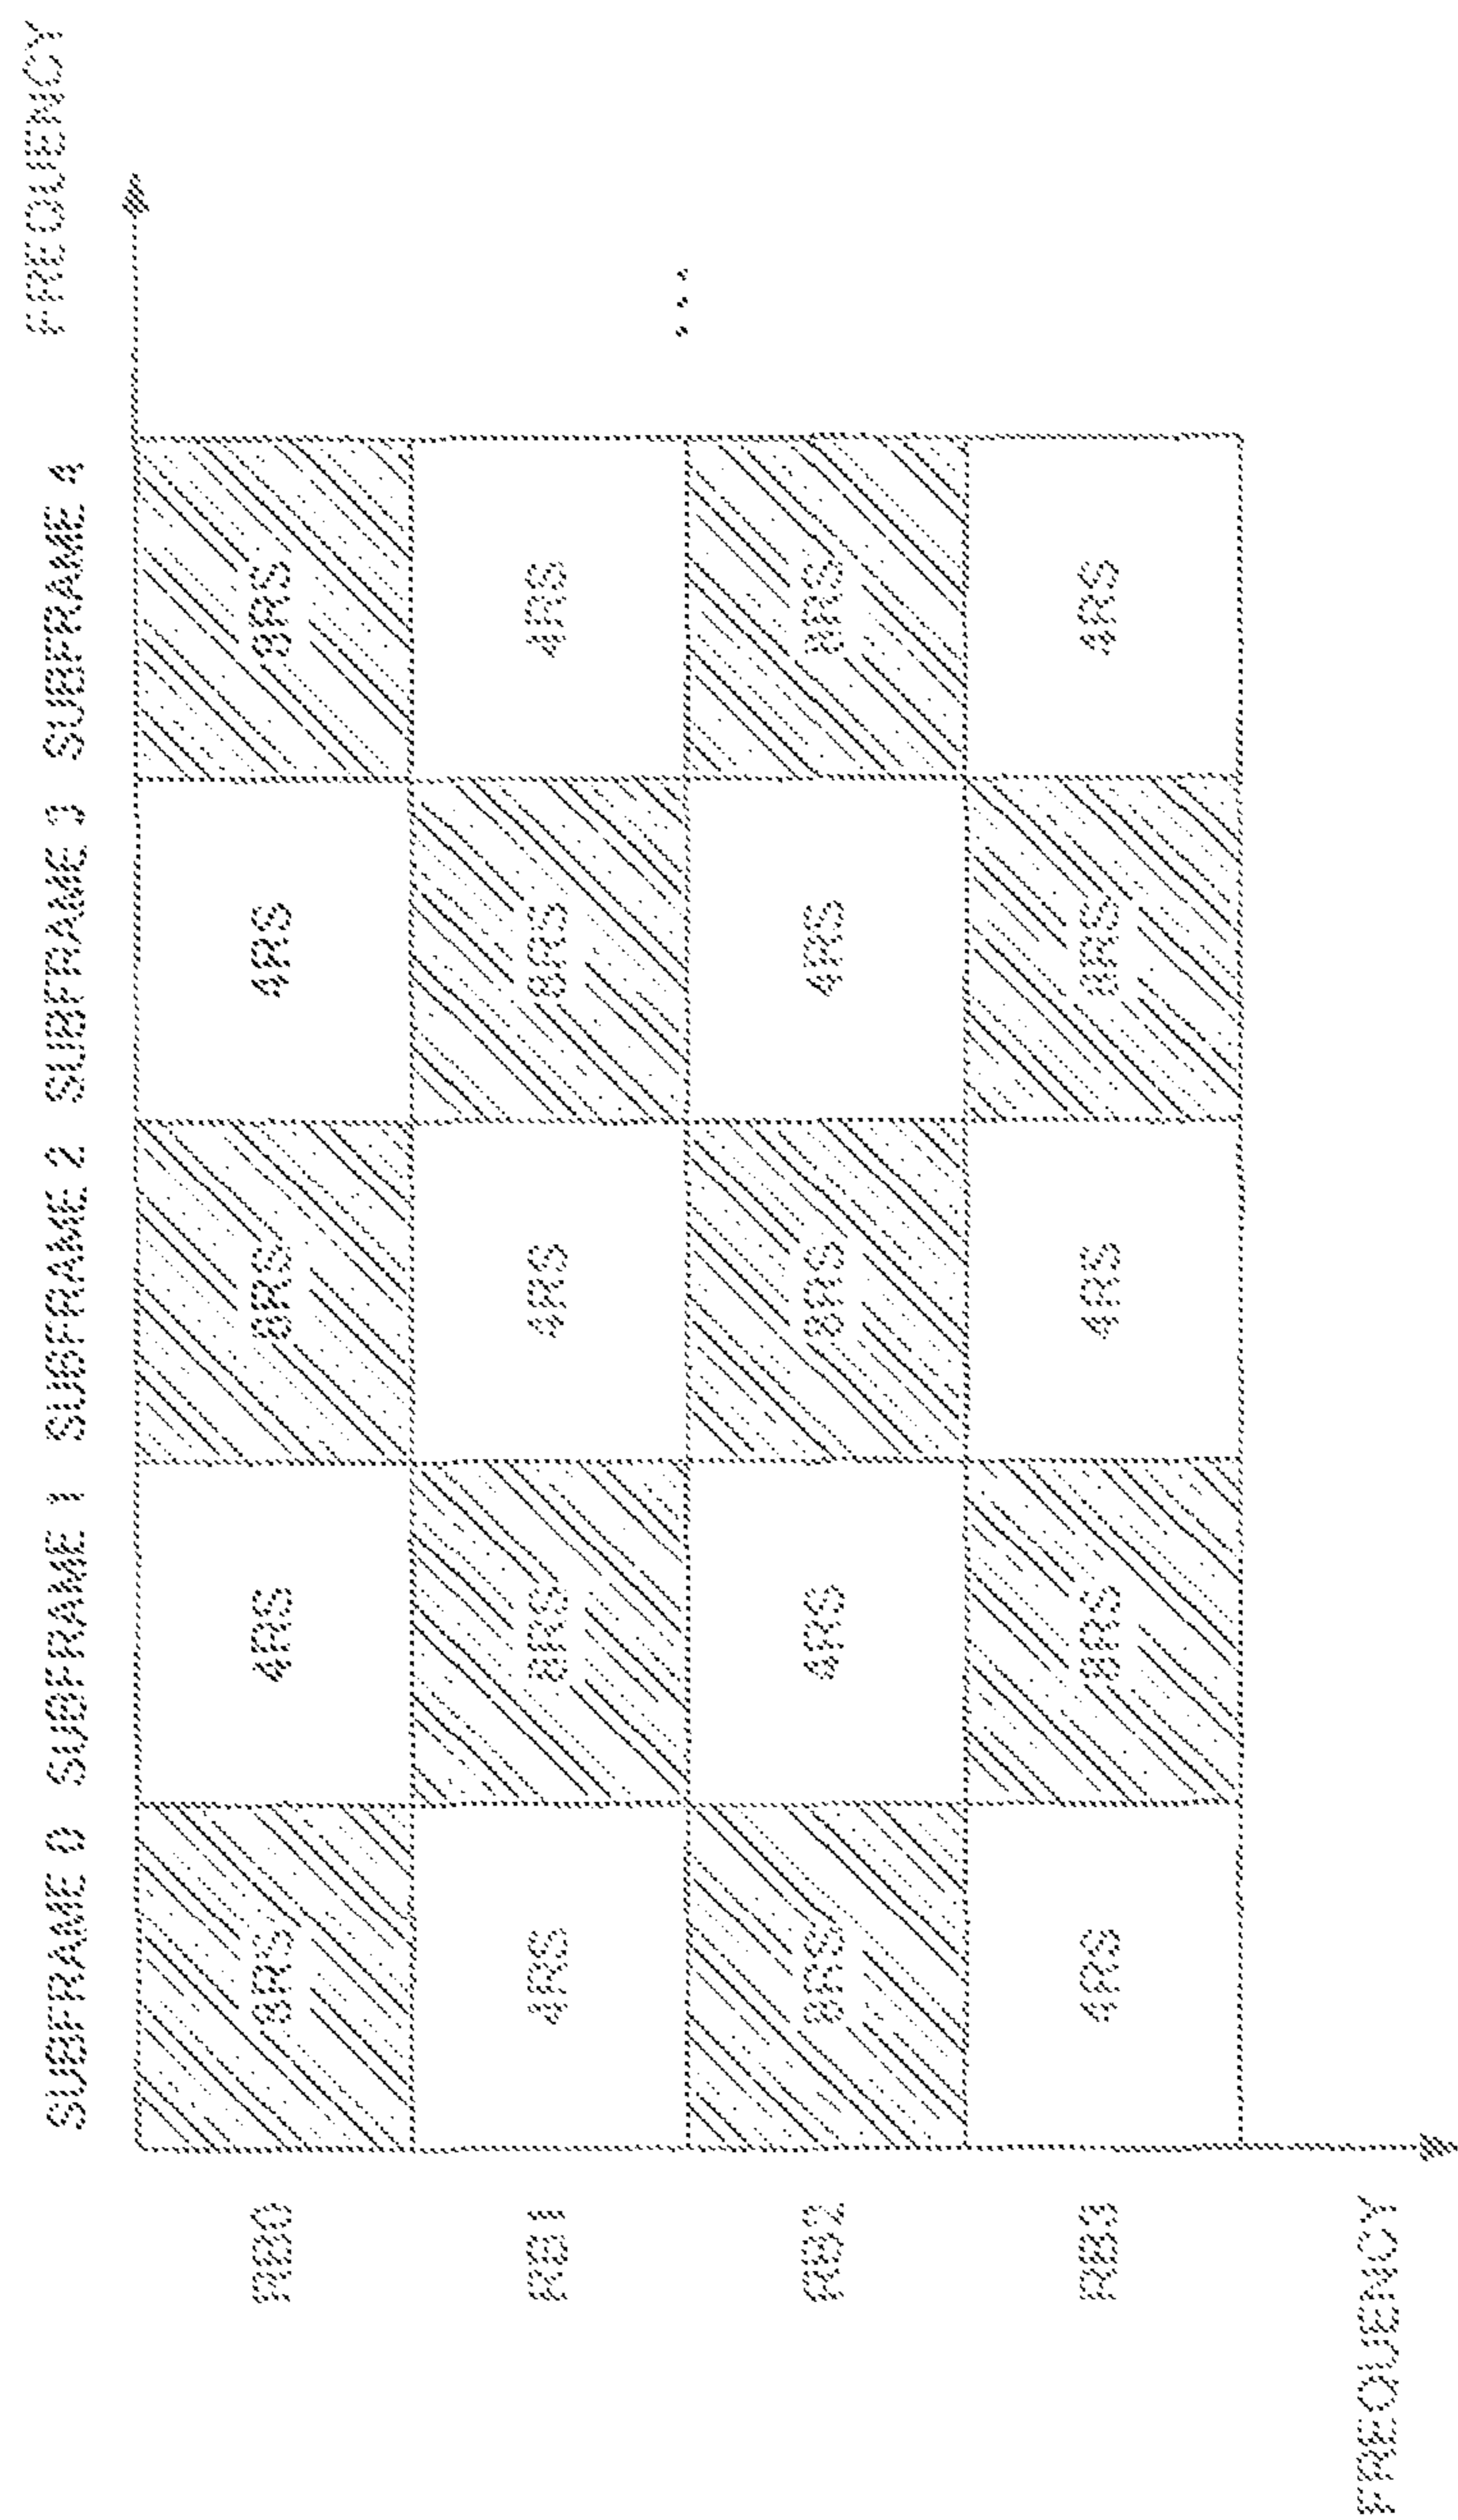 SUBFRAME 0 SUBFRAME 1 SUBFRAME 2 SUBFRAME 3 SUBFRAME 4 FREQUENCY
RB0 8RS 4RS 8RS 4RS 8RS
RB1 4RS 8RS 4RS 8RS 4RS
RB2 8RS 4RS 8RS 4RS 8RS
RB3 4RS 8RS 4RS 8RS 4RS
FREQUENCY